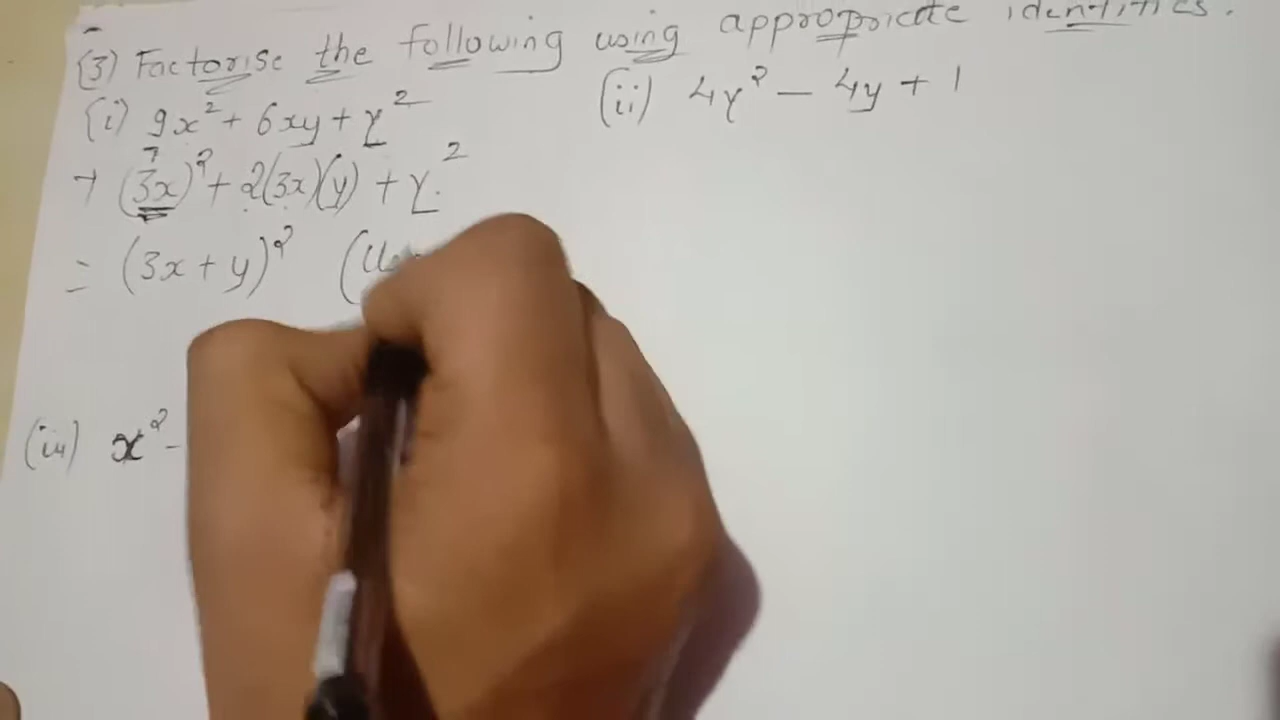 (3) Factorise the following using appropriate identities.
(i) 9x² + 6xy + y²
(ii) 4y² − 4y + 1
(3x)² + 2(3x)(y) + y²
= (3x + y)² (
(iii) x² −